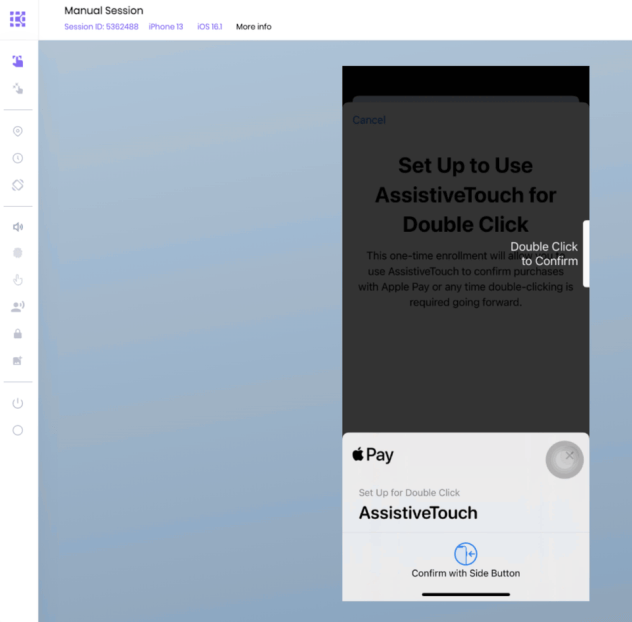 Manual Session
Session ID: 5362488 iPhone 13 iOS 16.1 More info
Cancel
Set Up to Use
AssistiveTouch for
Double Click
Double Click
to Confirm
This one-time enrollment will allow you to
use AssistiveTouch to confirm purchases
with Apple Pay or any time double-clicking is
required going forward.
Pay
Set Up for Double Click
AssistiveTouch
Confirm with Side Button